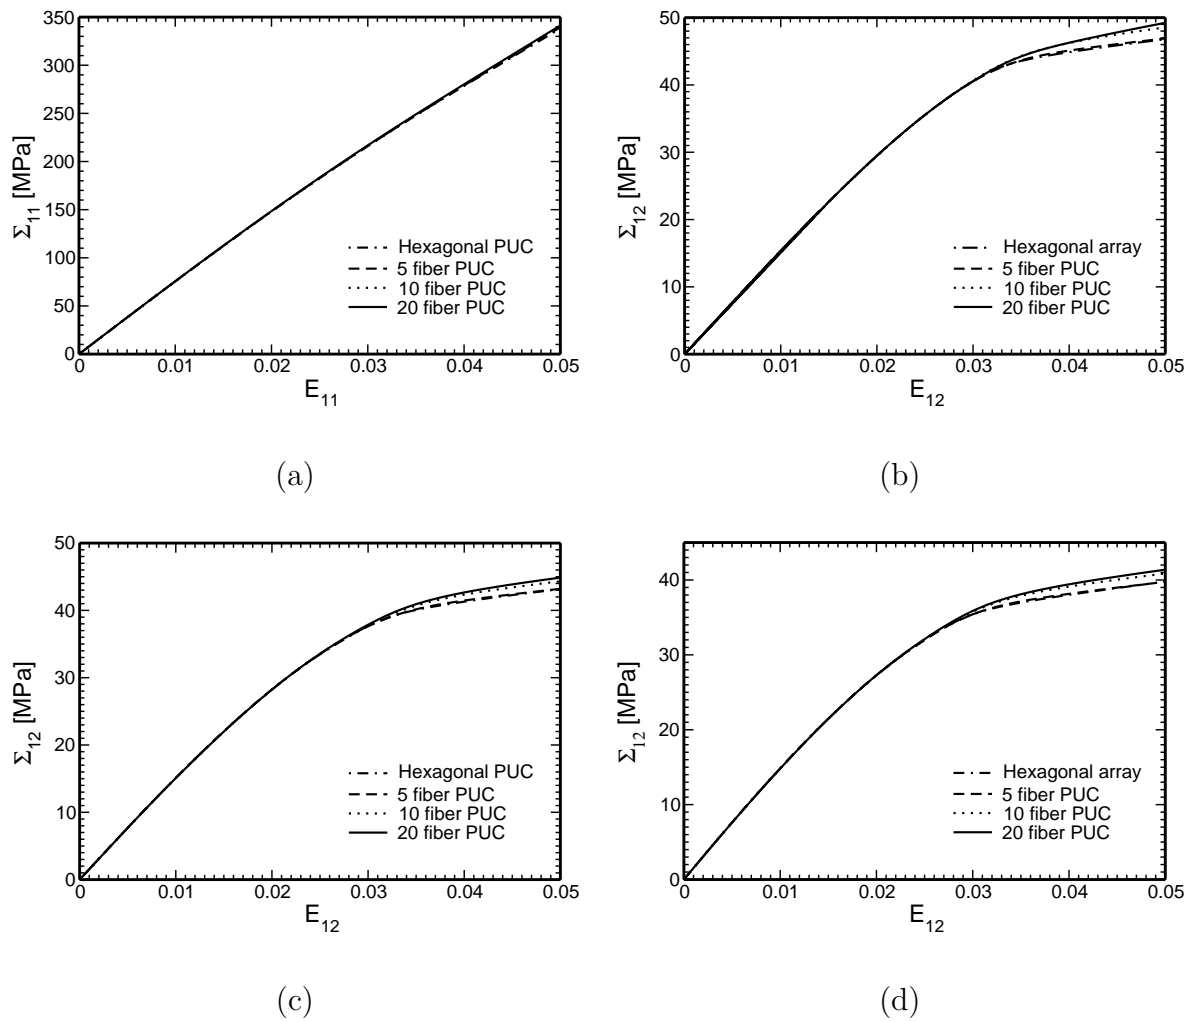 350
300
250
200
150
100
50
0
Σ11 [MPa]
Hexagonal PUC
5 fiber PUC
10 fiber PUC
20 fiber PUC
0 0.01 0.02 0.03 0.04 0.05
E11
(a)
50
40
30
20
10
0
Σ12 [MPa]
Hexagonal array
5 fiber PUC
10 fiber PUC
20 fiber PUC
0 0.01 0.02 0.03 0.04 0.05
E12
(b)
50
40
30
20
10
0
Σ12 [MPa]
Hexagonal PUC
5 fiber PUC
10 fiber PUC
20 fiber PUC
0 0.01 0.02 0.03 0.04 0.05
E12
(c)
40
30
20
10
0
Σ12 [MPa]
Hexagonal array
5 fiber PUC
10 fiber PUC
20 fiber PUC
0 0.01 0.02 0.03 0.04 0.05
E12
(d)